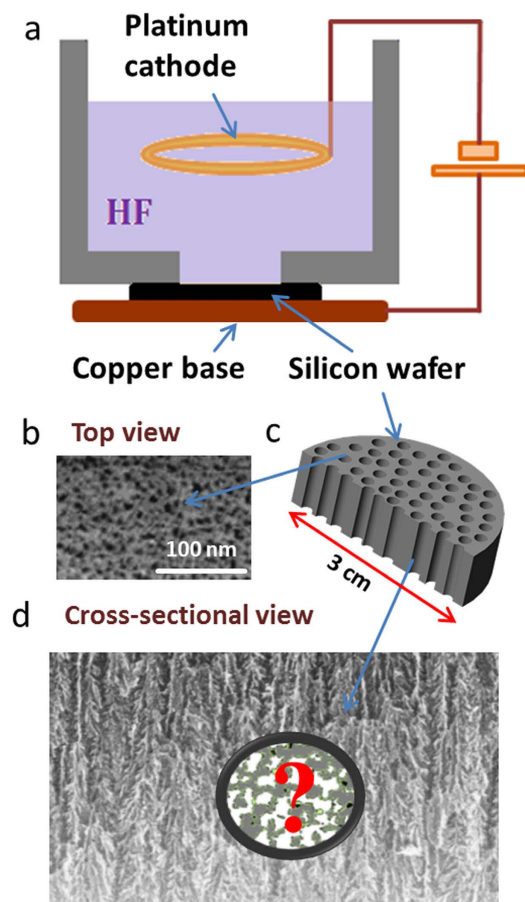 a
Platinum
cathode
HF
Copper base
Silicon wafer
b
Top view
c
100 nm
3 cm
d
Cross-sectional view
?